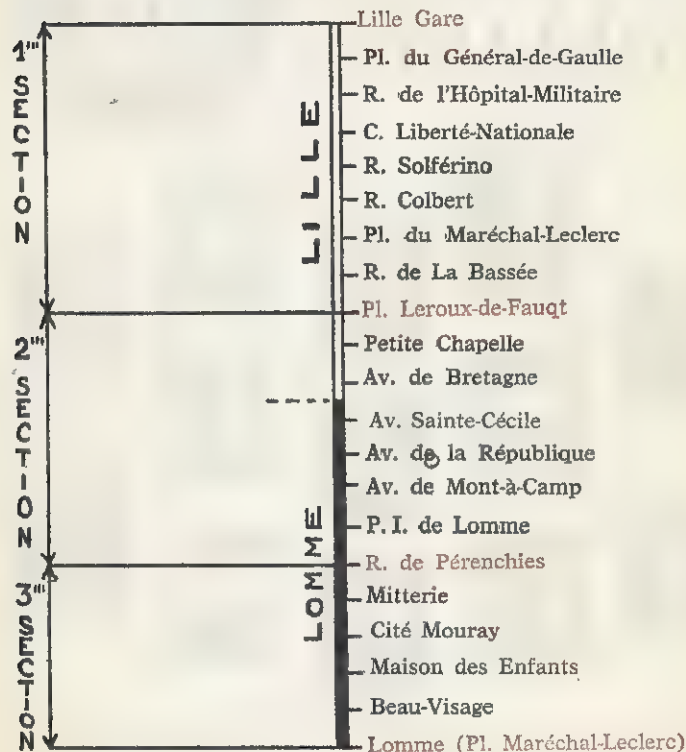 Lille Gare
Pl. du Général-de-Gaulle
R. de l'Hôpital-Militaire
C. Liberté-Nationale
R. Solférino
R. Colbert
Pl. du Maréchal-Leclerc
R. de La Bassée
Pl. Leroux-de-Fauqt
Petite Chapelle
Av. de Bretagne
Av. Sainte-Cécile
Av. de la République
Av. de Mont-à-Camp
P. I. de Lomme
R. de Pérenchies
Mitterie
Cité Mouray
Maison des Enfants
Beau-Visage
Lomme (Pl. Maréchal-Leclerc)
1''' SECTION
2''' SECTION
3''' SECTION
LILLE
LOMME